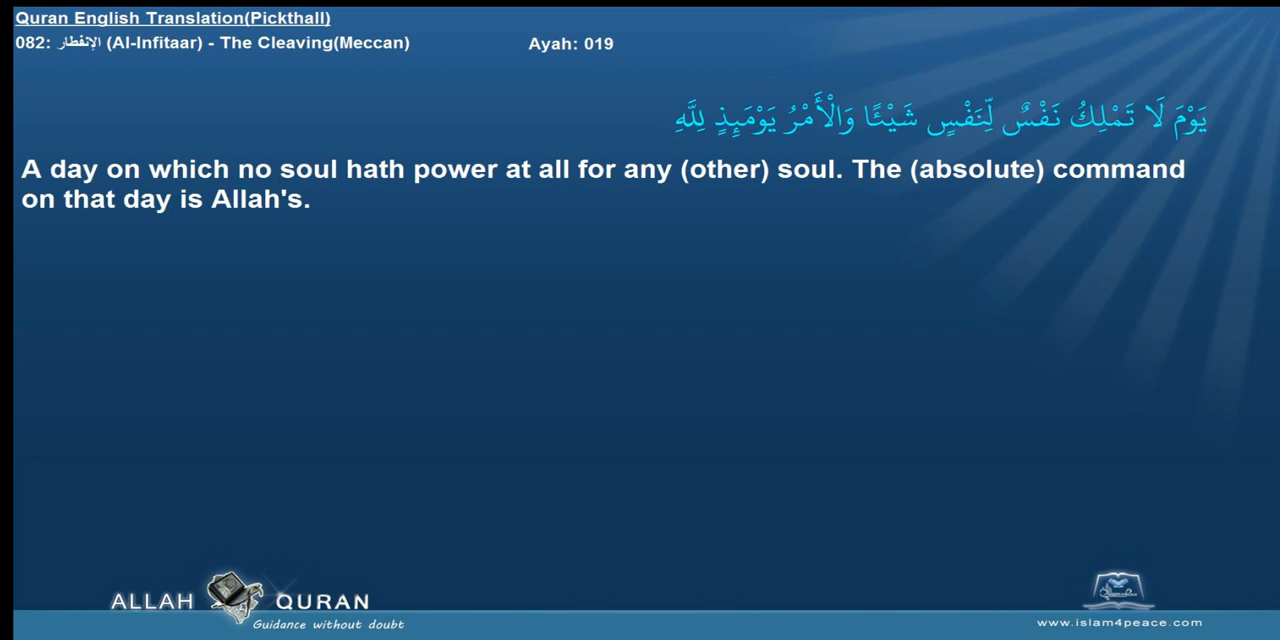 Quran English Translation(Pickthall)
082: الإنفطار (Al-Infitaar) - The Cleaving(Meccan) Ayah: 019
يَوْمَ لَا تَمْلِكُ نَفْسٌ لِّنَفْسٍ شَيْئًا وَالْأَمْرُ يَوْمَئِذٍ لِلَّهِ
A day on which no soul hath power at all for any (other) soul. The (absolute) command
on that day is Allah's.
ALLAH QURAN
Guidance without doubt
www.islam4peace.com